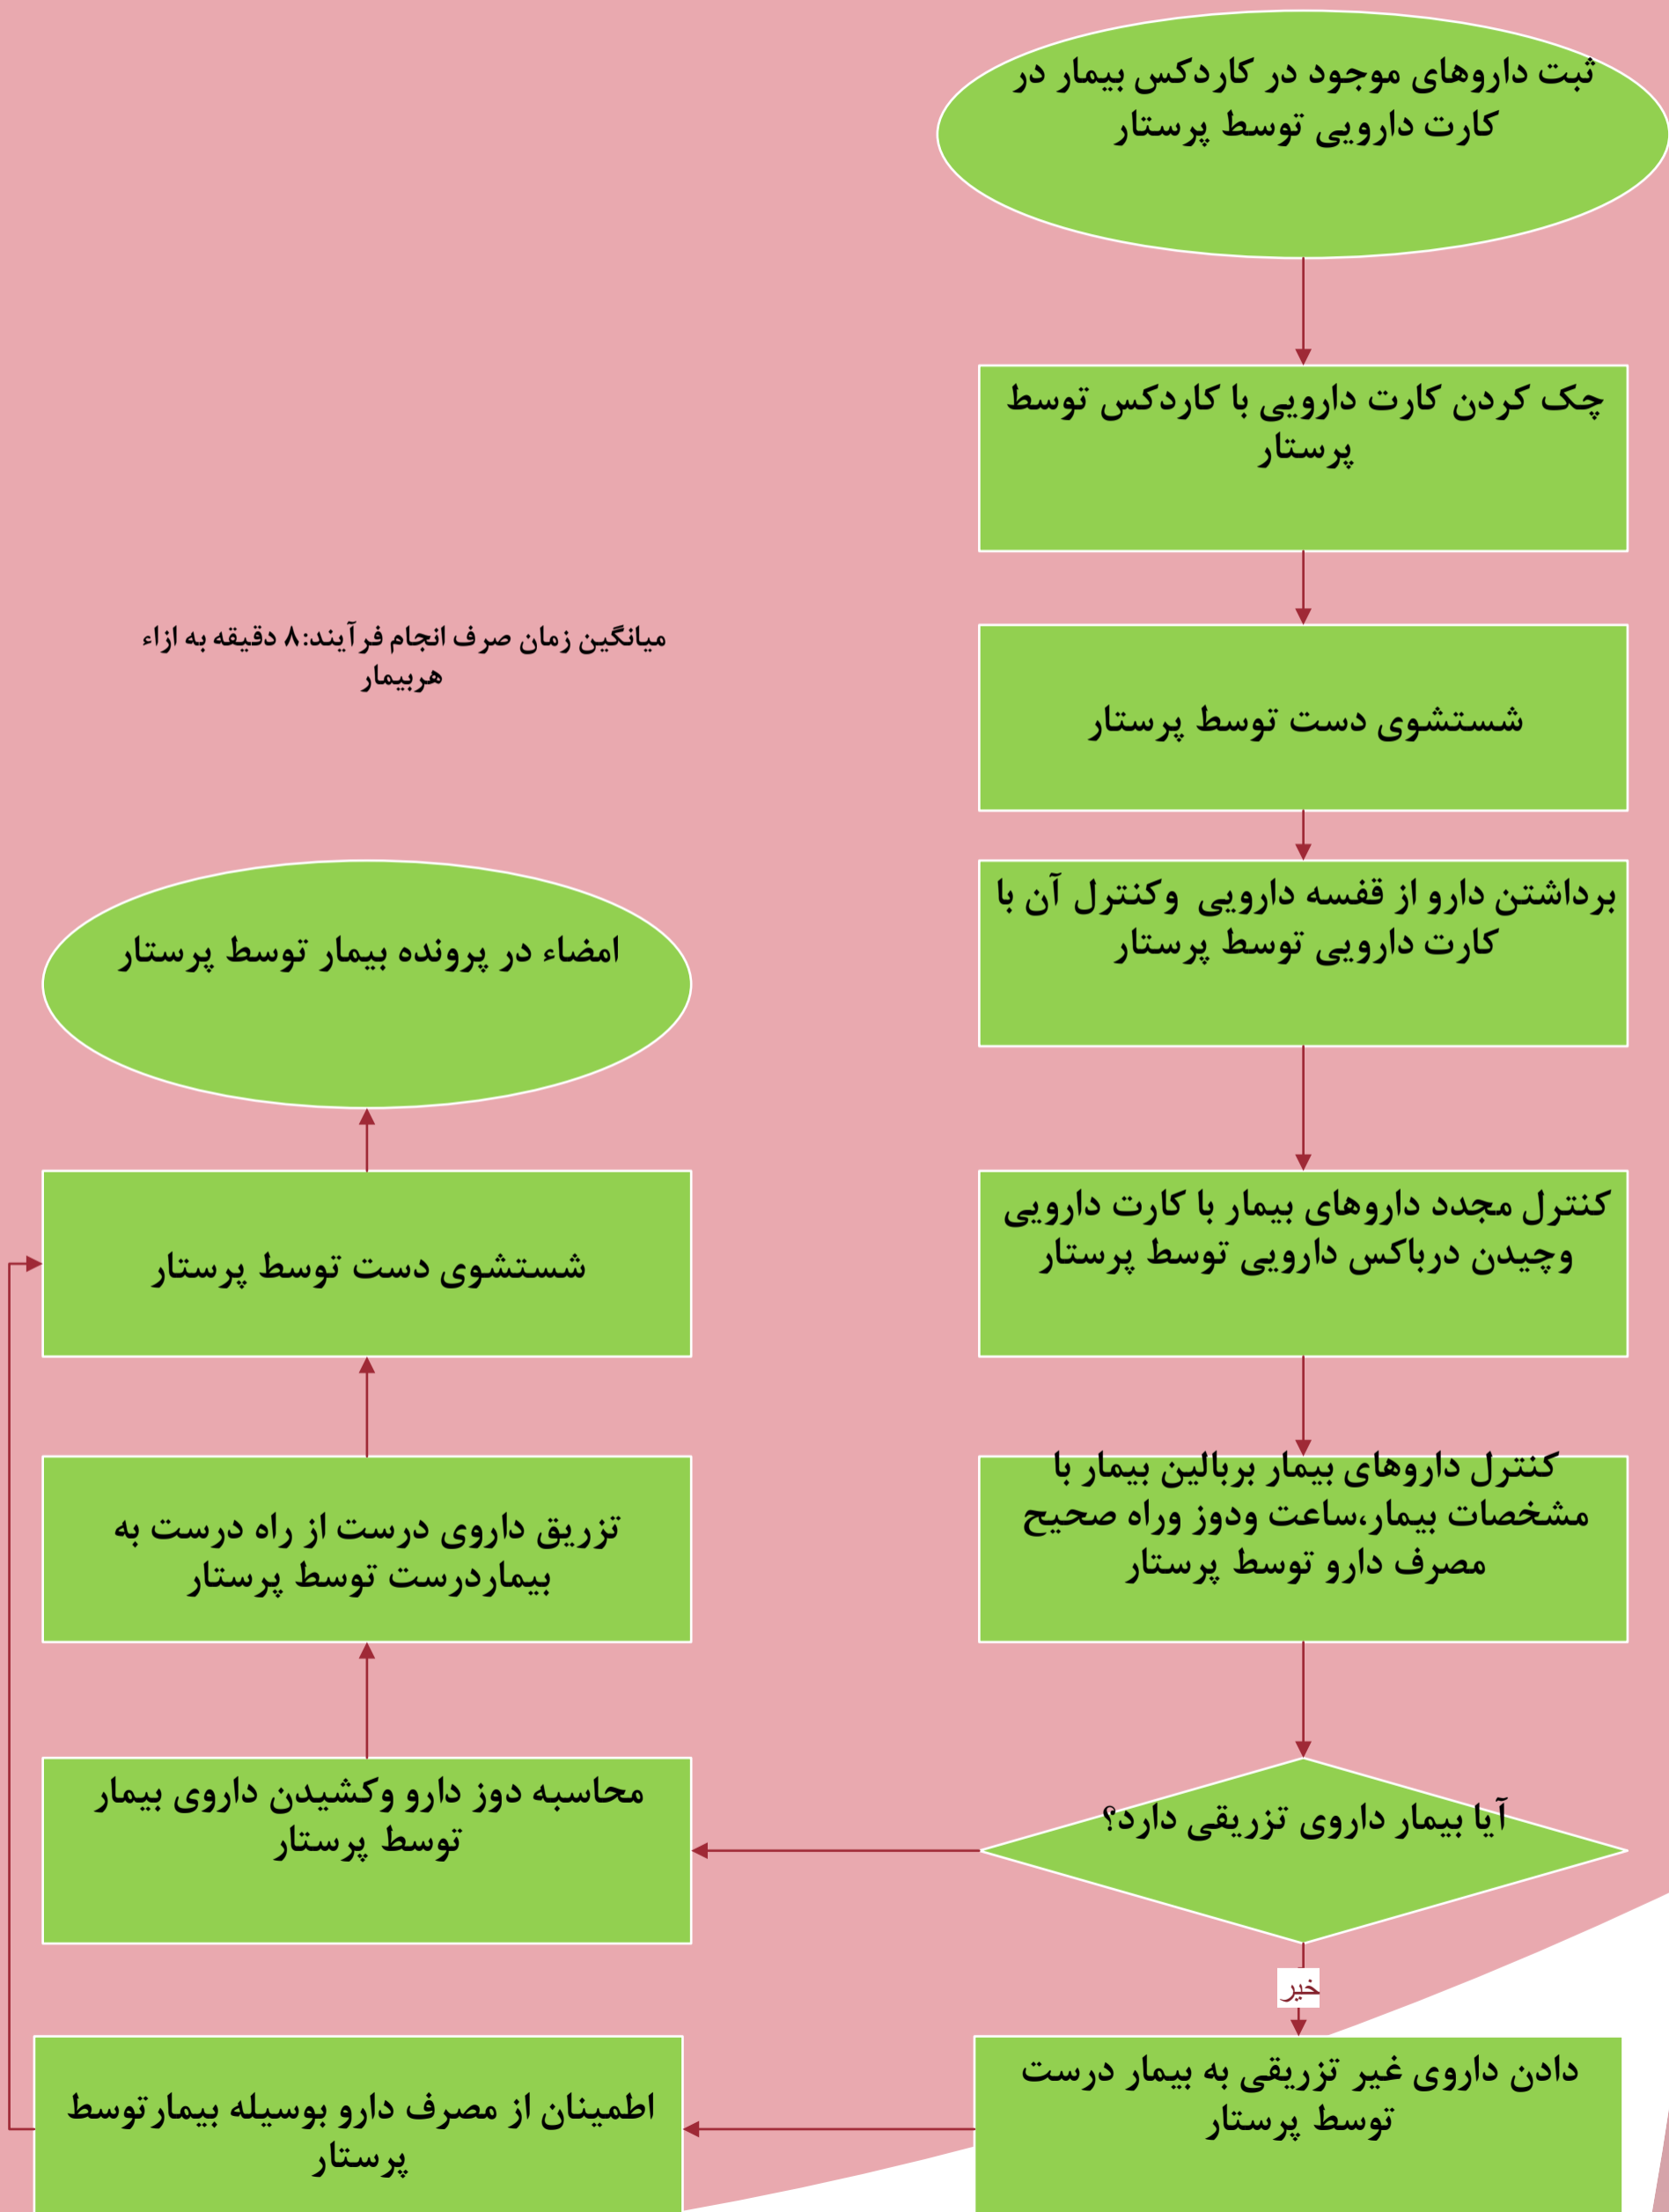 ثبت داروهای موجود در کاردکس بیمار در
کارت دارویی توسط پرستار
چک کردن کارت دارویی با کاردکس توسط
پرستار
شستشوی دست توسط پرستار
برداشتن دارو از قفسه دارویی وکنترل آن با
کارت دارویی توسط پرستار
کنترل مجدد داروهای بیمار با کارت دارویی
وچیدن درباکس دارویی توسط پرستار
کنترل داروهای بیمار بربالین بیمار با
مشخصات بیمار،ساعت ودوز وراه صحیح
مصرف دارو توسط پرستار
آیا بیمار داروی تزریقی دارد؟
خیر
دادن داروی غیر تزریقی به بیمار درست
توسط پرستار
اطمینان از مصرف دارو بوسیله بیمارتوسط
پرستار
محاسبه دوز دارو وکشیدن داروی بیمار
توسط پرستار
تزریق داروی درست از راه درست به
بیماردرست توسط پرستار
شستشوی دست توسط پرستار
امضاء در پرونده بیمار توسط پرستار
میانگین زمان صرف انجام فرآیند:۸ دقیقه به ازاء
هربیمار